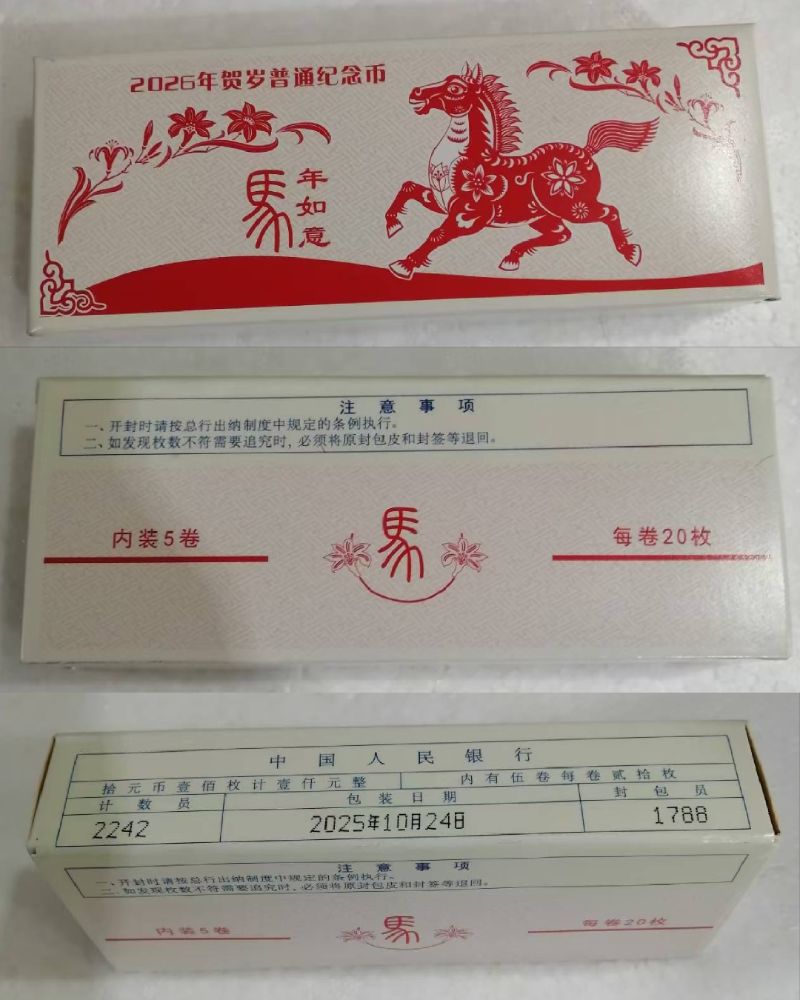 2026年贺岁普通纪念币
馬年如意
注意事项
一、开封时请按总行出纳制度中规定的条例执行。
二、如发现枚数不符需要追究时,必须将原封包皮和封签等退回。
内装5卷
馬
每卷20枚
中国人民银行
拾元币壹佰枚计壹仟元整 内有伍卷每卷贰拾枚
计数员 包装日期 封包员
2242 2025年10月24日 1788
注意事项
一、开封时请按总行出纳制度中规定的条例执行。
二、如发现枚数不符需要追究时,必须将原封包皮和封签等退回。
内装5卷
馬
每卷20枚